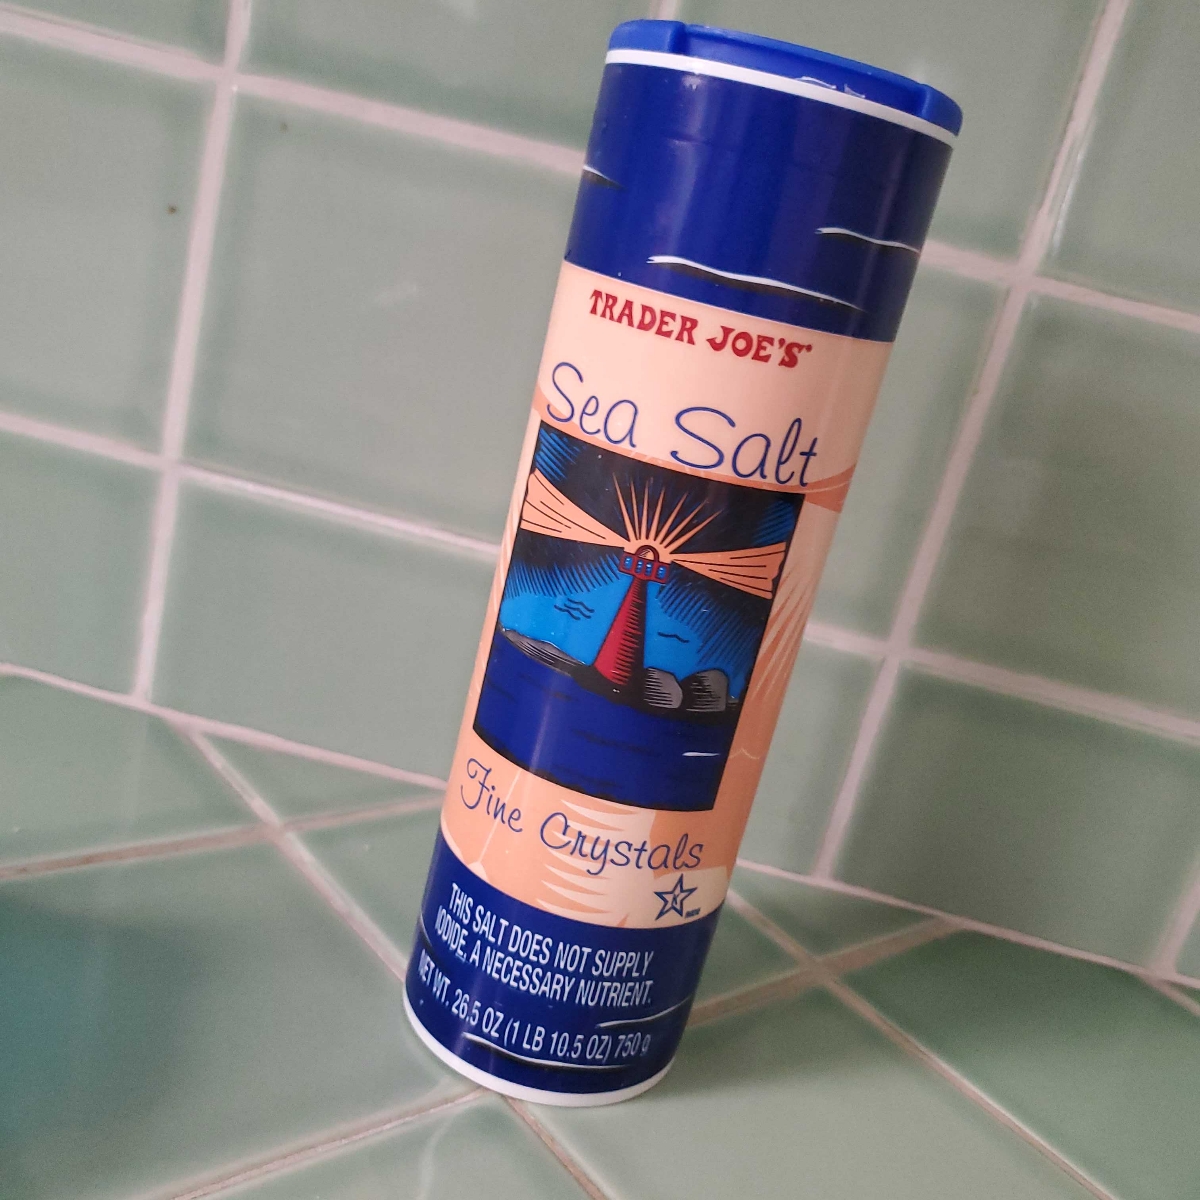 TRADER JOE'S
Sea Salt
Fine Crystals
K
THIS SALT DOES NOT SUPPLY
IODIDE, A NECESSARY NUTRIENT.
NET WT. 26.5 OZ (1 LB 10.5 OZ) 750 g